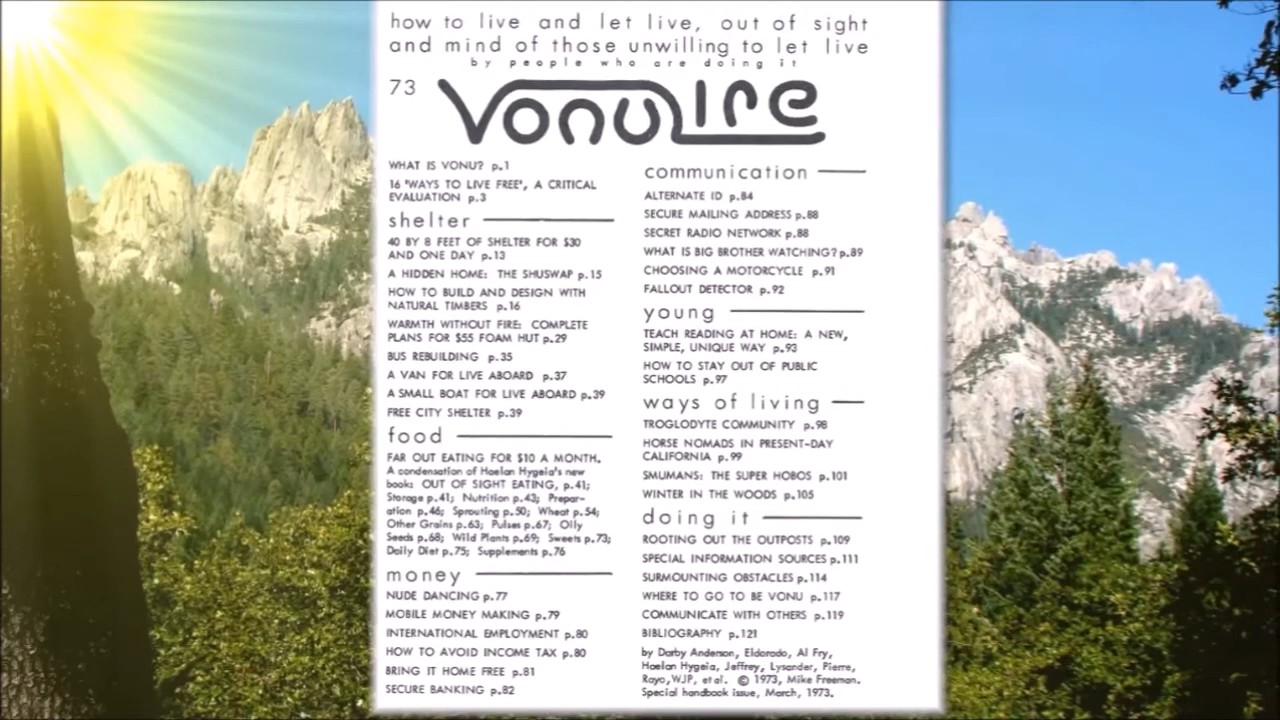 how to live and let live, out of sight
and mind of those unwilling to let live
by people who are doing it
73
VonuLife
WHAT IS VONU? p.1
16 "WAYS TO LIVE FREE", A CRITICAL
EVALUATION p.3
shelter
40 BY 8 FEET OF SHELTER FOR $30
AND ONE DAY p.13
A HIDDEN HOME: THE SHUSWAP p.15
HOW TO BUILD AND DESIGN WITH
NATURAL TIMBERS p.16
WARMTH WITHOUT FIRE: COMPLETE
PLANS FOR $55 FOAM HUT p.29
BUS REBUILDING p.35
A VAN FOR LIVE ABOARD p.37
A SMALL BOAT FOR LIVE ABOARD p.39
FREE CITY SHELTER p.39
food
FAR OUT EATING FOR $10 A MONTH.
A condensation of Haelan Hygeia's new
book: OUT OF SIGHT EATING, p.41;
Storage p.41; Nutrition p.43; Prepar-
ation p.46; Sprouting p.50; Wheat p.54;
Other Grains p.63; Pulses p.67; Oily
Seeds p.68; Wild Plants p.69; Sweets p.73;
Daily Diet p.75; Supplements p.76
money
NUDE DANCING p.77
MOBILE MONEY MAKING p.79
INTERNATIONAL EMPLOYMENT p.80
HOW TO AVOID INCOME TAX p.80
BRING IT HOME FREE p.81
SECURE BANKING p.82
communication
ALTERNATE ID p.84
SECURE MAILING ADDRESS p.88
SECRET RADIO NETWORK p.88
WHAT IS BIG BROTHER WATCHING? p.89
CHOOSING A MOTORCYCLE p.91
FALLOUT DETECTOR p.92
young
TEACH READING AT HOME: A NEW,
SIMPLE, UNIQUE WAY p.93
HOW TO STAY OUT OF PUBLIC
SCHOOLS p.97
ways of living
TROGLODYTE COMMUNITY p.98
HORSE NOMADS IN PRESENT-DAY
CALIFORNIA p.99
SMUMANS: THE SUPER HOBOS p.101
WINTER IN THE WOODS p.105
doing it
ROOTING OUT THE OUTPOSTS p.109
SPECIAL INFORMATION SOURCES p.111
SURMOUNTING OBSTACLES p.114
WHERE TO GO TO BE VONU p.117
COMMUNICATE WITH OTHERS p.119
BIBLIOGRAPHY p.121
by Darby Anderson, Eldorado, Al Fry,
Haelan Hygeia, Jeffrey, Lysander, Pierre,
Rayo, WJP, et al. © 1973, Mike Freeman.
Special handbook issue, March, 1973.